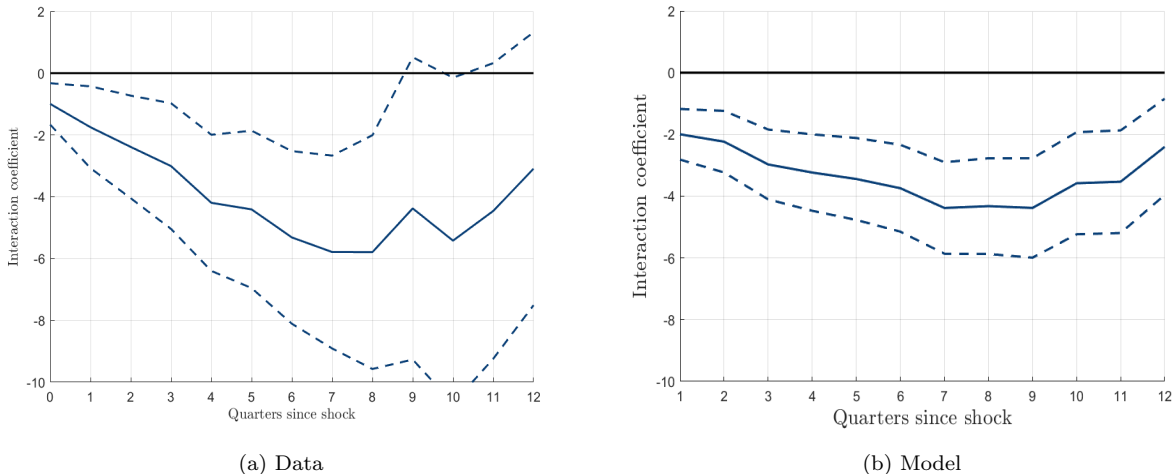 2
0
-2
-4
-6
-8
-10
Interaction coefficient
0 1 2 3 4 5 6 7 8 9 10 11 12
Quarters since shock
(a) Data
2
0
-2
-4
-6
-8
-10
Interaction coefficient
1 2 3 4 5 6 7 8 9 10 11 12
Quarters since shock
(b) Model